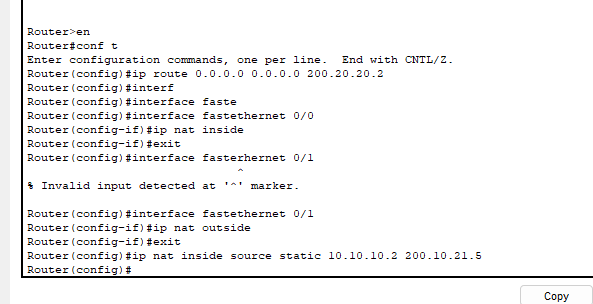 Router>en
Router#conf t
Enter configuration commands, one per line.  End with CNTL/Z.
Router(config)#ip route 0.0.0.0 0.0.0.0 200.20.20.2
Router(config)#interf
Router(config)#interface faste
Router(config)#interface fastethernet 0/0
Router(config-if)#ip nat inside
Router(config-if)#exit
Router(config)#interface fasterhernet 0/1
^
% Invalid input detected at '^' marker.
Router(config)#interface fastethernet 0/1
Router(config-if)#ip nat outside
Router(config-if)#exit
Router(config)#ip nat inside source static 10.10.10.2 200.10.21.5
Router(config)#
Copy